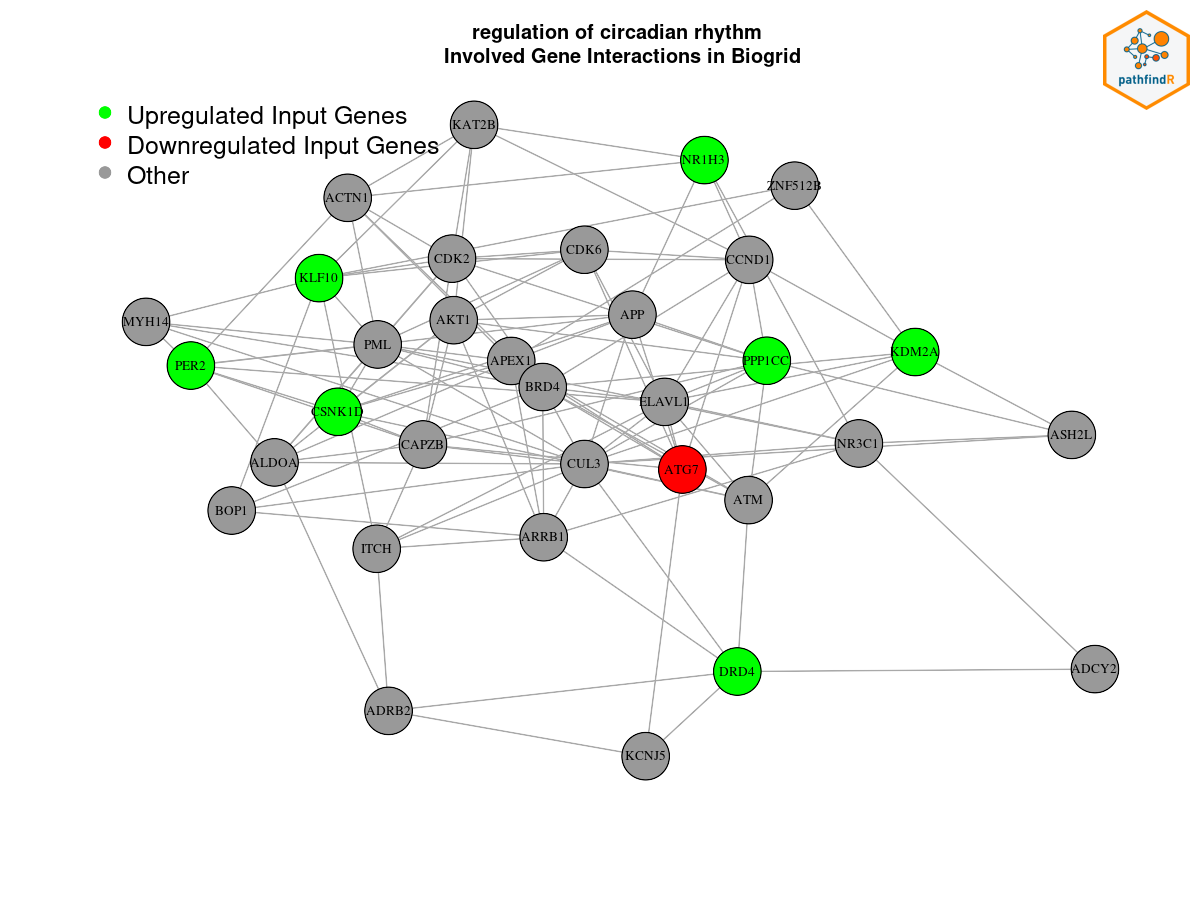 regulation of circadian rhythm
Involved Gene Interactions in Biogrid
pathfindR
Upregulated Input Genes
Downregulated Input Genes
Other
KAT2B
NR1H3
ZNF512B
ACTN1
CDK6
CDK2
CCND1
KLF10
APP
MYH14
AKT1
PML
KDM2A
APEX1
PPP1CC
PER2
BRD4
ELAVL1
CSNK1D
ASH2L
CAPZB
NR3C1
ALDOA
CUL3
ATG7
ATM
BOP1
ARRB1
ITCH
ADCY2
DRD4
ADRB2
KCNJ5